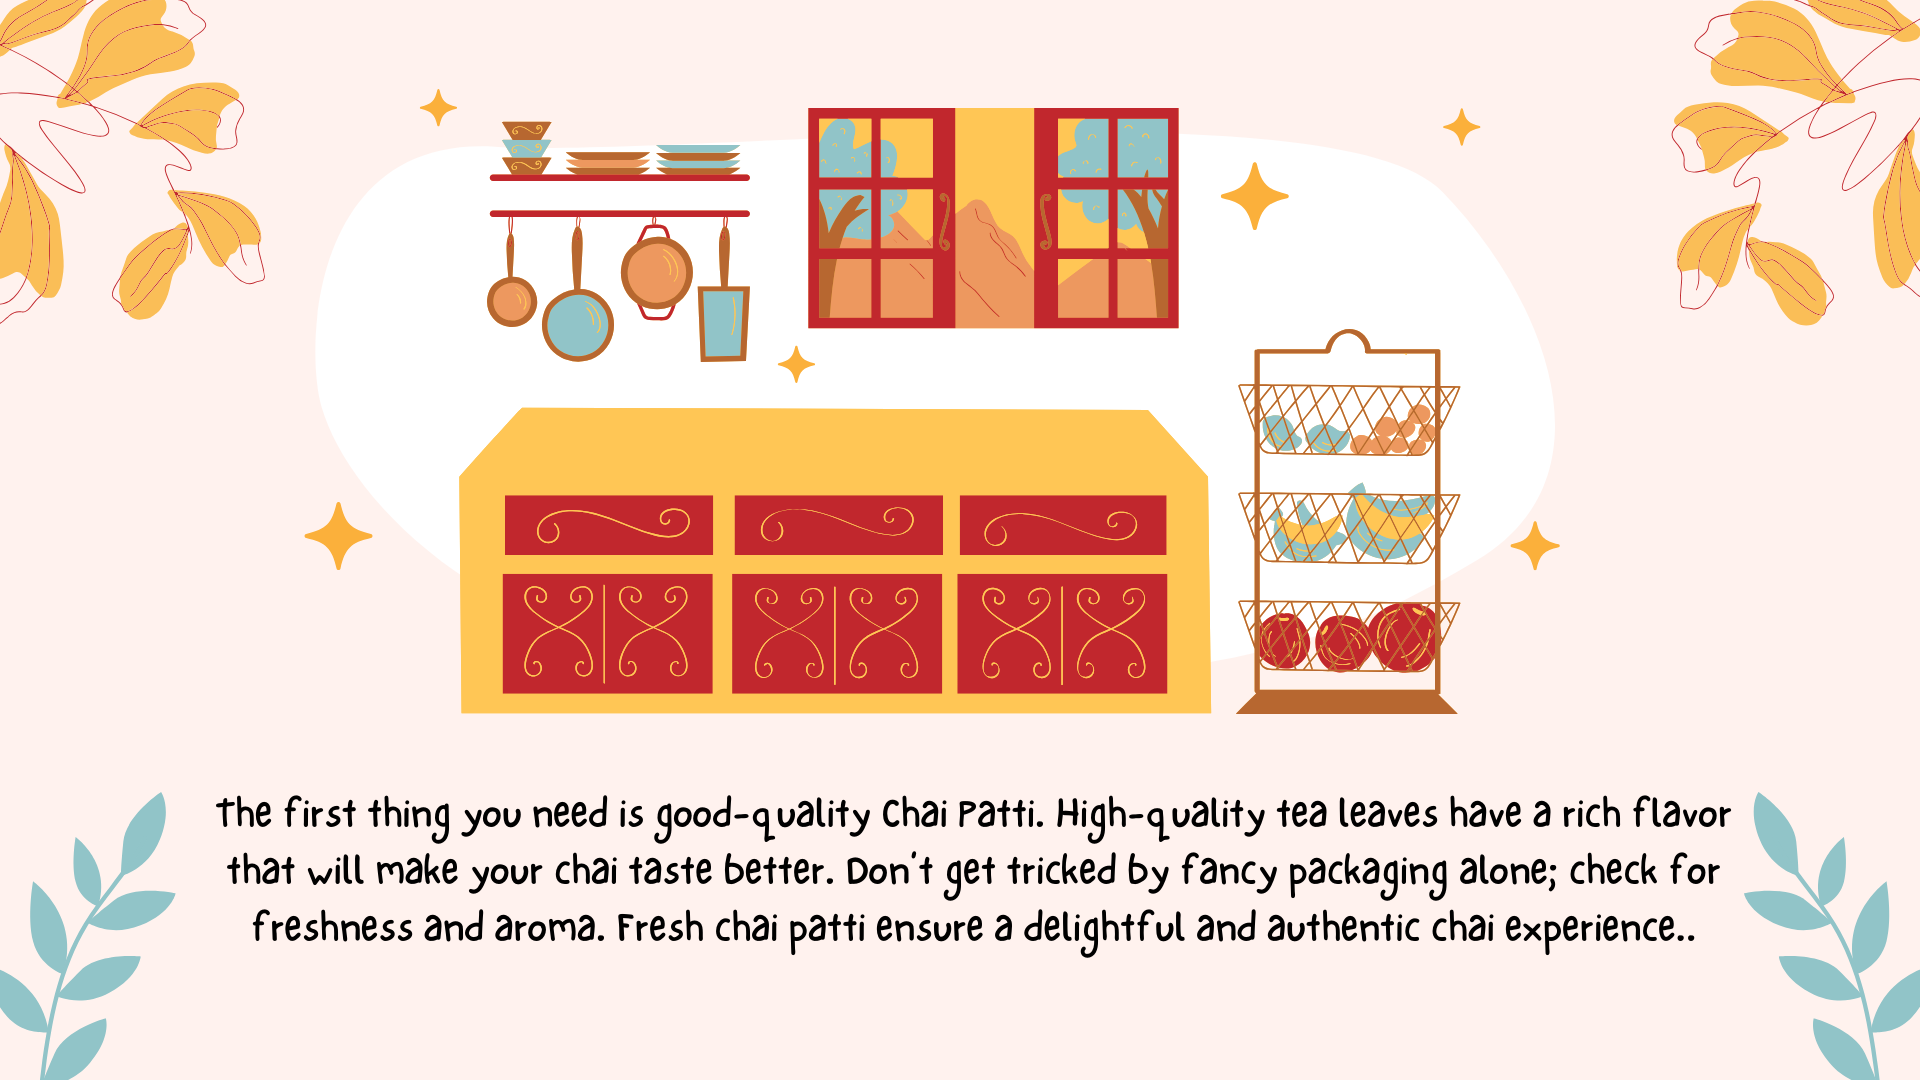 The first thing you need is good-quality Chai Patti. High-quality tea leaves have a rich flavor
that will make your chai taste better. Don't get tricked by fancy packaging alone; check for
freshness and aroma. Fresh chai patti ensure a delightful and authentic chai experience..